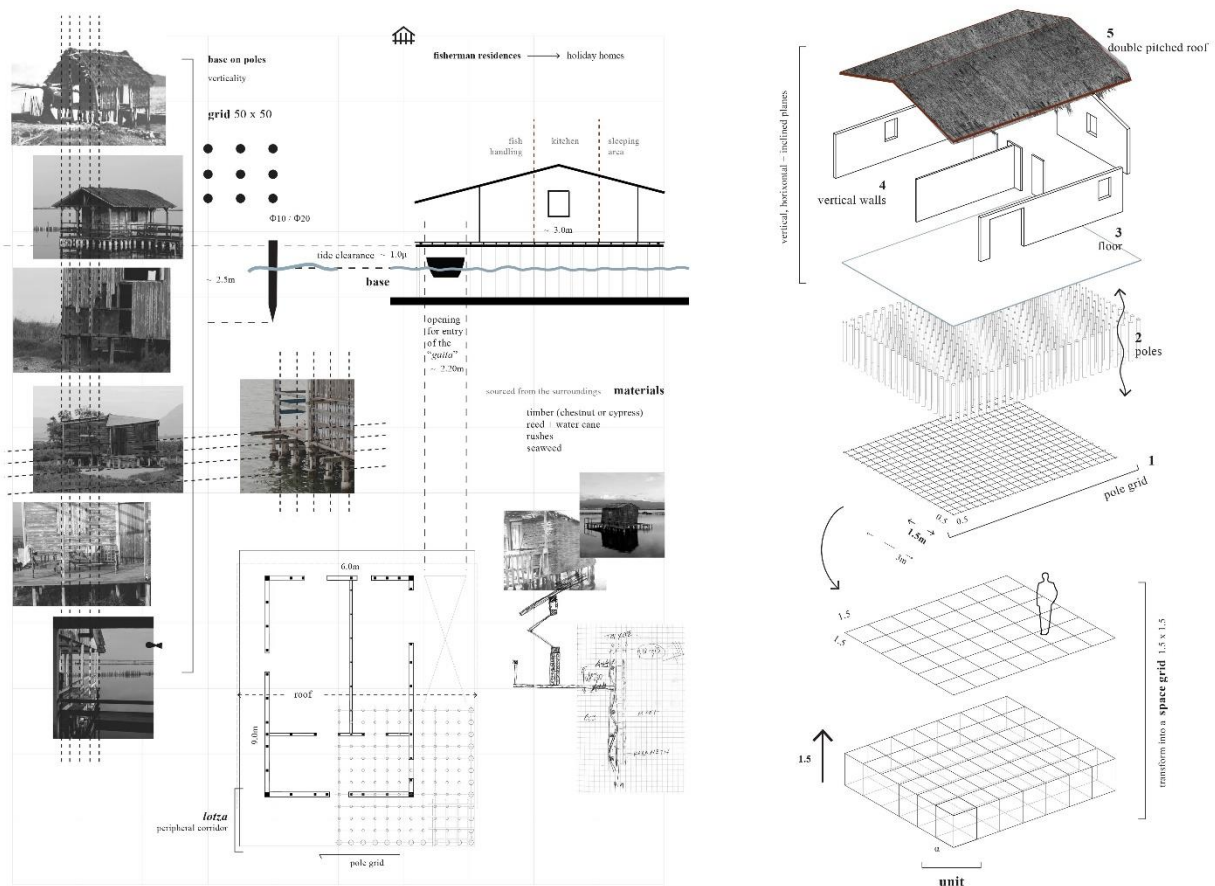 base on poles
verticality
grid 50 x 50
Φ10 / Φ20
~ 2.5m
fisherman residences
holiday homes
fish
handling
kitchen
sleeping
area
~ 3.0m
tide clearance ~ 1.0μ
base
opening
for entry
of the
"gaita"
~ 2.20m
sourced from the surroundings materials
timber (chestnut or cypress)
reed + water cane
rushes
seaweed
6.0m
roof
9.0m
lotza
peripheral corridor
pole grid
5
double pitched roof
vertical, horixontal – inclined planes
4
vertical walls
3
floor
2
poles
1
pole grid
0.5
0.5
1.5m
3m
1.5
1.5
transform into a space grid 1.5 x 1.5
1.5
α
unit